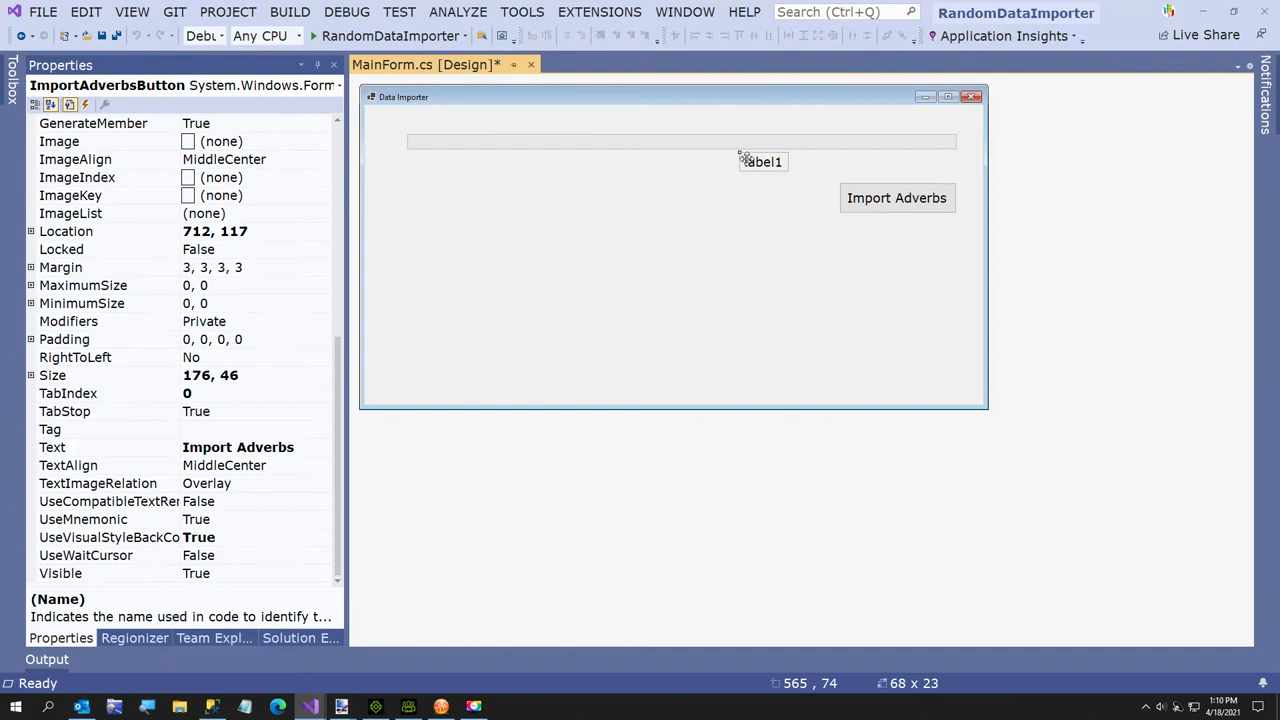 FILE EDIT VIEW GIT PROJECT BUILD DEBUG TEST ANALYZE TOOLS EXTENSIONS WINDOW HELP Search (Ctrl+Q) RandomDataImporter
Debu Any CPU RandomDataImporter Application Insights Live Share
Toolbox
Properties
MainForm.cs [Design]*
Notifications
ImportAdverbsButton System.Windows.Form
Data Importer
GenerateMember True
Image (none)
ImageAlign MiddleCenter
label1
ImageIndex (none)
ImageKey (none)
Import Adverbs
ImageList (none)
Location 712, 117
Locked False
Margin 3, 3, 3, 3
MaximumSize 0, 0
MinimumSize 0, 0
Modifiers Private
Padding 0, 0, 0, 0
RightToLeft No
Size 176, 46
TabIndex 0
TabStop True
Tag
Text Import Adverbs
TextAlign MiddleCenter
TextImageRelation Overlay
UseCompatibleTextRer False
UseMnemonic True
UseVisualStyleBackCo True
UseWaitCursor False
Visible True
(Name)
Indicates the name used in code to identify t...
Properties Regionizer Team Expl... Solution E...
Output
Ready 565 , 74 68 x 23
1:10 PM
4/18/2021